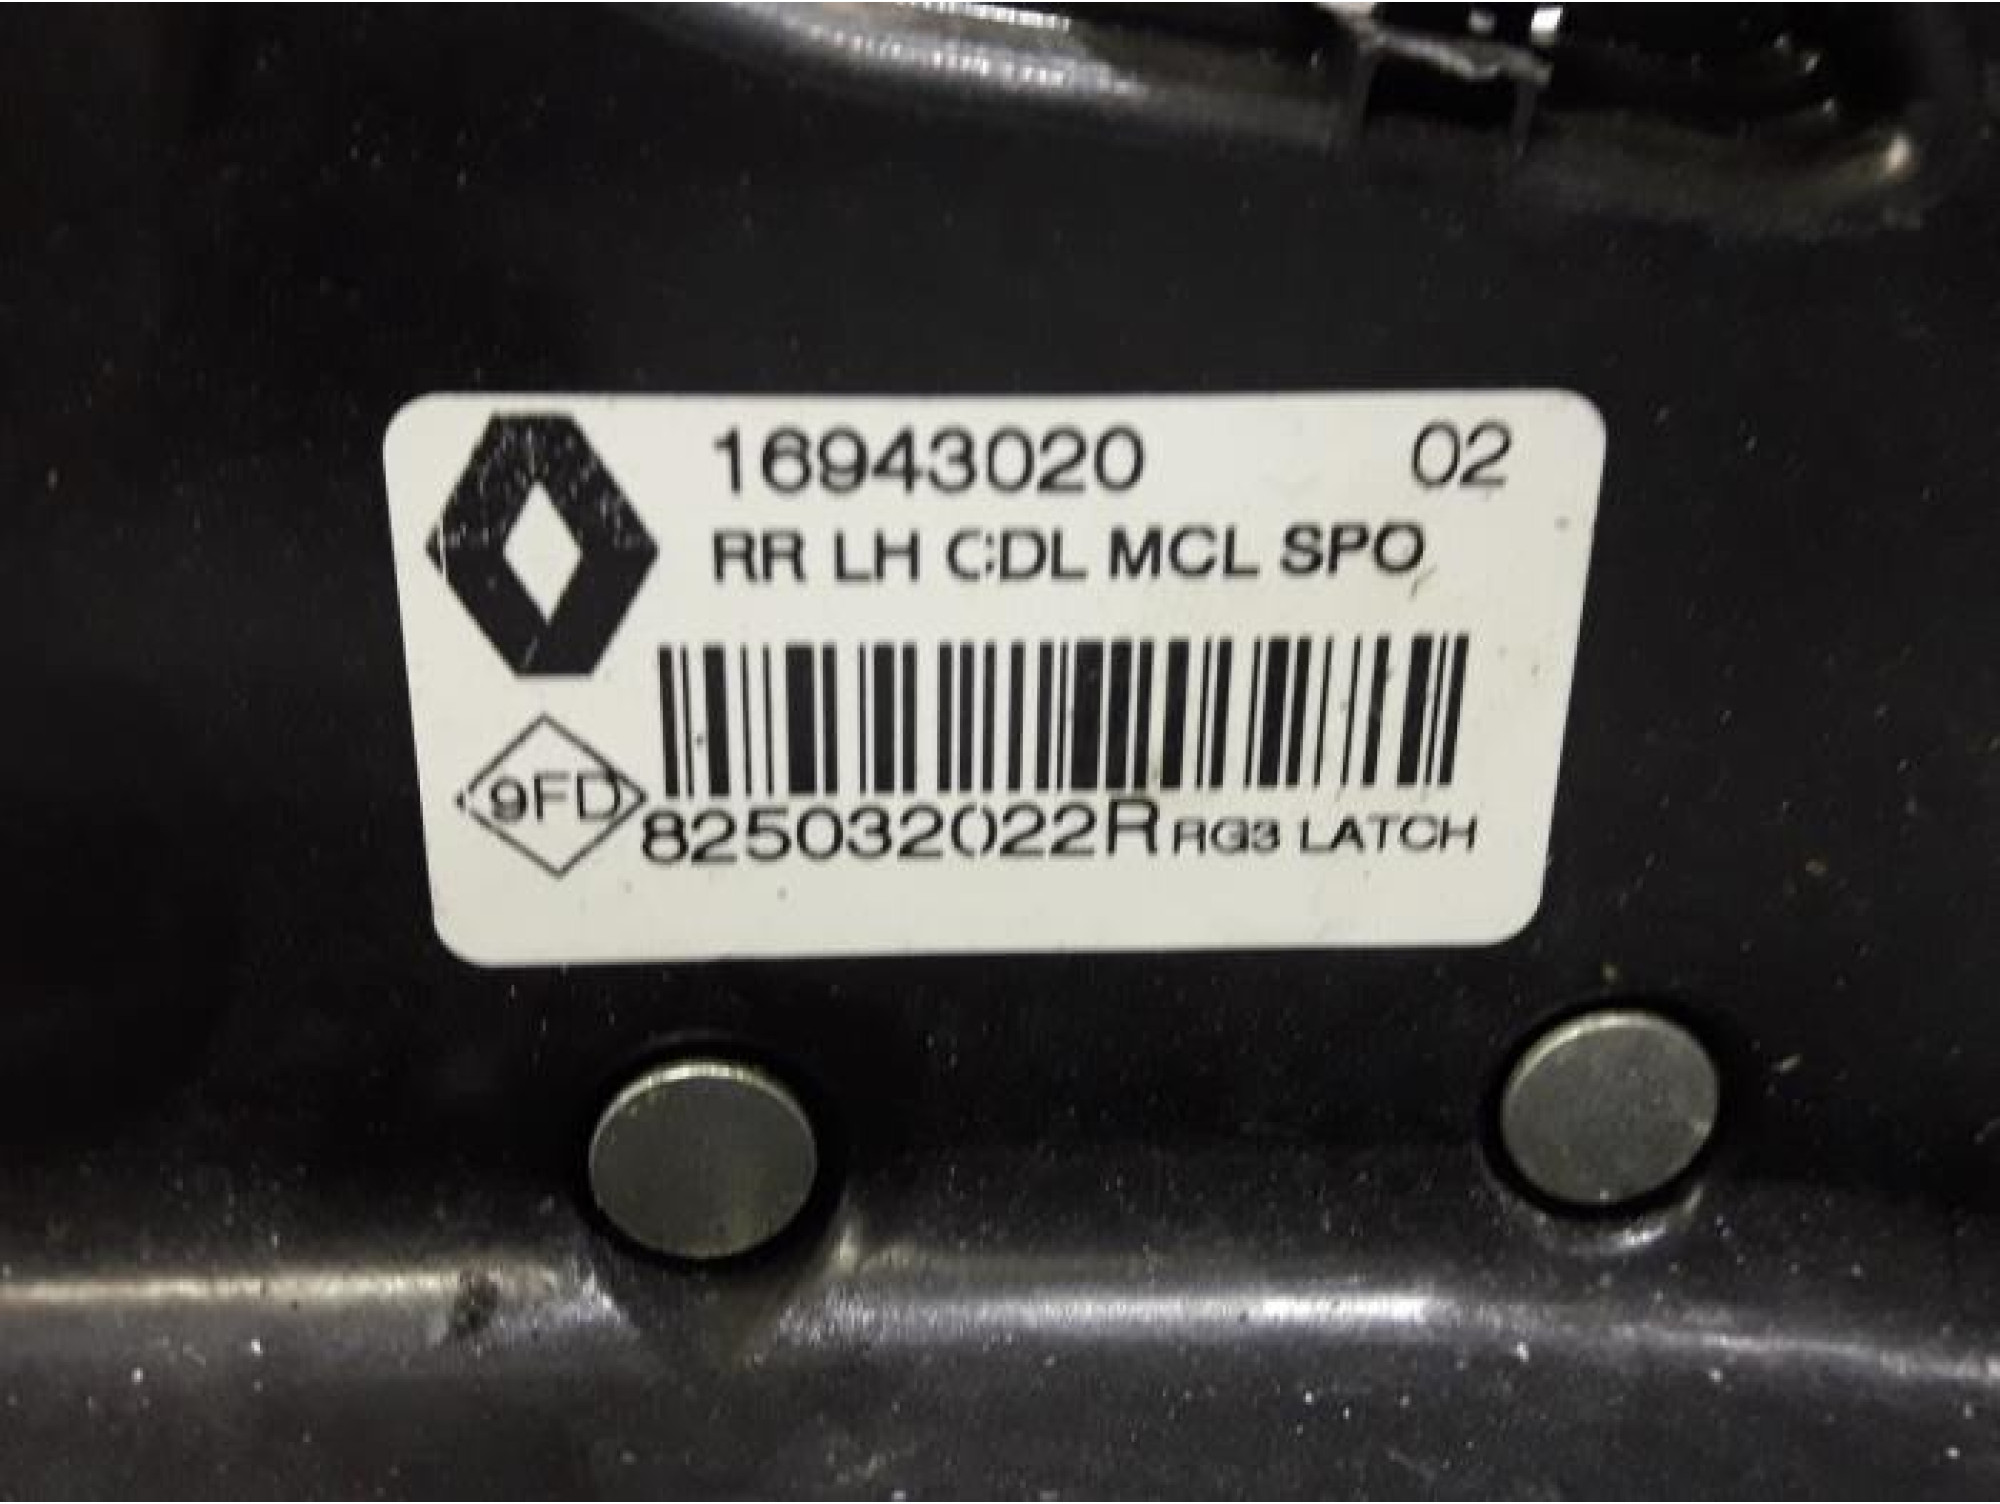 16943020 02
RR LH CDL MCL SPO
9FD
825032022R RG3 LATCH